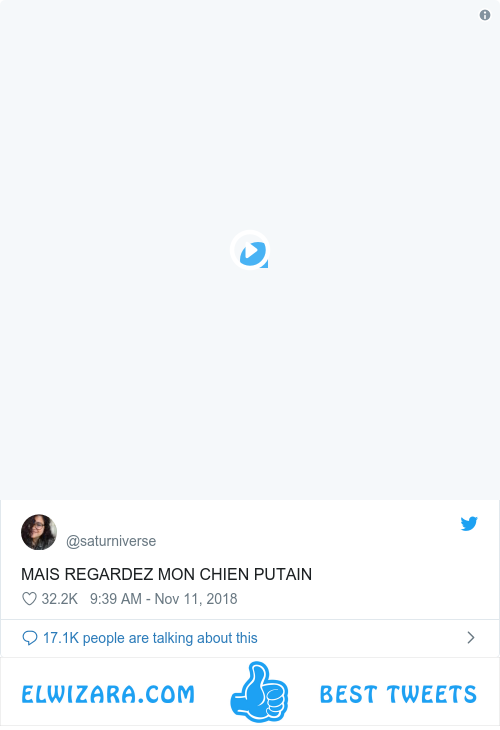 @saturniverse
MAIS REGARDEZ MON CHIEN PUTAIN
32.2K 9:39 AM - Nov 11, 2018
17.1K people are talking about this
ELWIZARA.COM BEST TWEETS